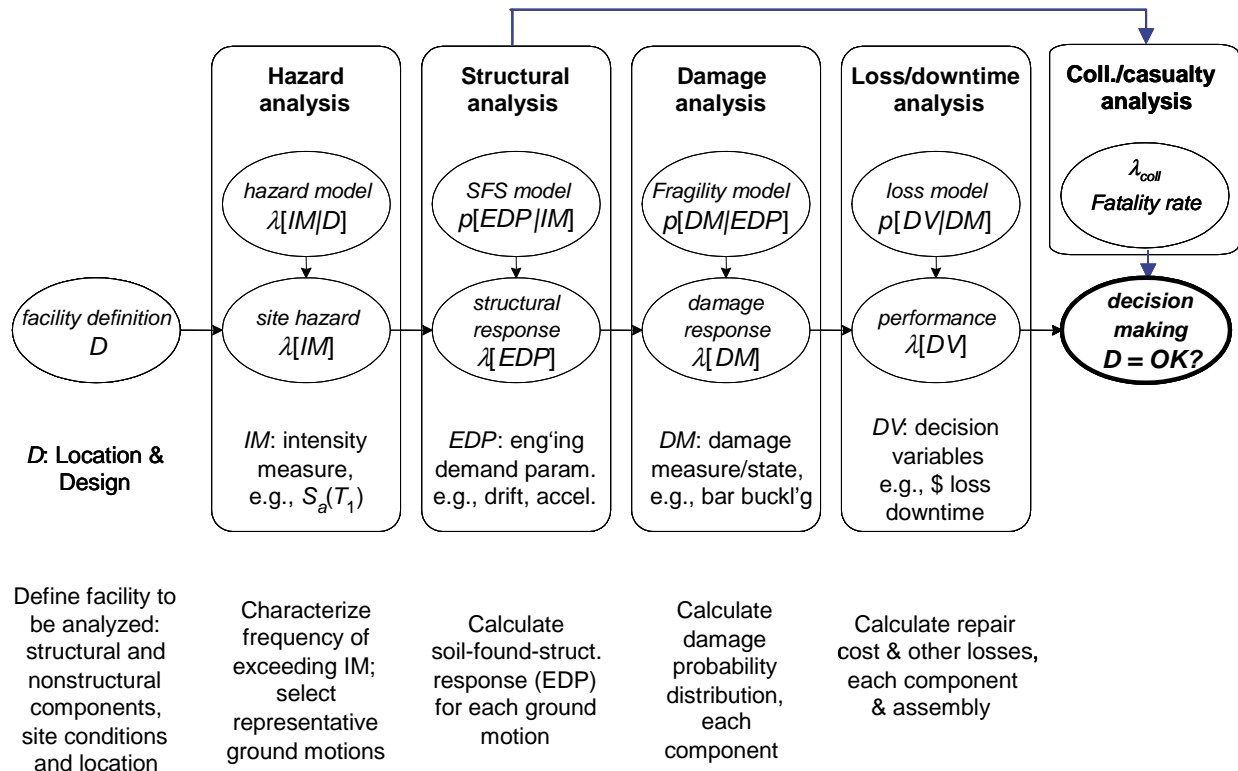 Hazard
analysis
Structural
analysis
Damage
analysis
Loss/downtime
analysis
Coll./casualty
analysis
hazard model
λ[IM|D]
SFS model
p[EDP|IM]
Fragility model
p[DM|EDP]
loss model
p[DV|DM]
λcoll
Fatality rate
facility definition
D
site hazard
λ[IM]
structural
response
λ[EDP]
damage
response
λ[DM]
performance
λ[DV]
decision
making
D = OK?
D: Location &
Design
IM: intensity
measure,
e.g., Sa(T1)
EDP: eng‘ing
demand param.
e.g., drift, accel.
DM: damage
measure/state,
e.g., bar buckl’g
DV: decision
variables
e.g., $ loss
downtime
Define facility to
be analyzed:
structural and
nonstructural
components,
site conditions
and location
Characterize
frequency of
exceeding IM;
select
representative
ground motions
Calculate
soil-found-struct.
response (EDP)
for each ground
motion
Calculate
damage
probability
distribution,
each
component
Calculate repair
cost & other losses,
each component
& assembly